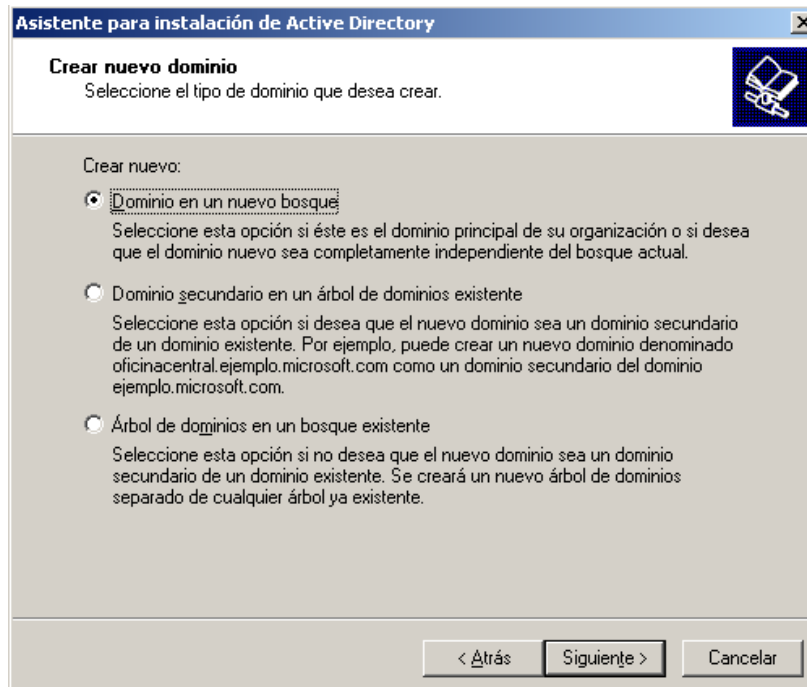 Asistente para instalación de Active Directory
Crear nuevo dominio
Seleccione el tipo de dominio que desea crear.
Crear nuevo:
Dominio en un nuevo bosque
Seleccione esta opción si éste es el dominio principal de su organización o si desea
que el dominio nuevo sea completamente independiente del bosque actual.
Dominio secundario en un árbol de dominios existente
Seleccione esta opción si desea que el nuevo dominio sea un dominio secundario
de un dominio existente. Por ejemplo, puede crear un nuevo dominio denominado
oficinacentral.ejemplo.microsoft.com como un dominio secundario del dominio
ejemplo.microsoft.com.
Árbol de dominios en un bosque existente
Seleccione esta opción si no desea que el nuevo dominio sea un dominio
secundario de un dominio existente. Se creará un nuevo árbol de dominios
separado de cualquier árbol ya existente.
< Atrás Siguiente > Cancelar